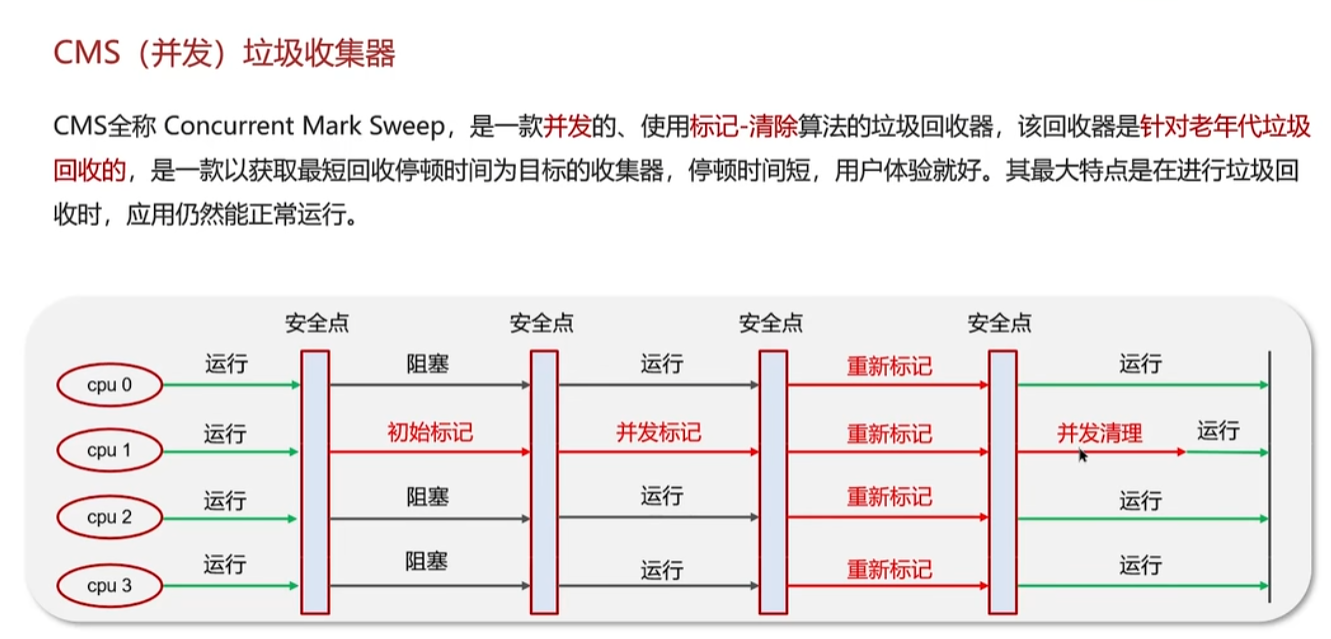 CMS（并发）垃圾收集器
CMS全称 Concurrent Mark Sweep，是一款并发的、使用标记-清除算法的垃圾回收器，该回收器是针对老年代垃圾
回收的，是一款以获取最短回收停顿时间为目标的收集器，停顿时间短，用户体验就好。其最大特点是在进行垃圾回
收时，应用仍然能正常运行。
安全点 安全点 安全点 安全点
cpu 0 运行 阻塞 运行 重新标记 运行
cpu 1 运行 初始标记 并发标记 重新标记 并发清理 运行
cpu 2 运行 阻塞 运行 重新标记 运行
cpu 3 运行 阻塞 运行 重新标记 运行